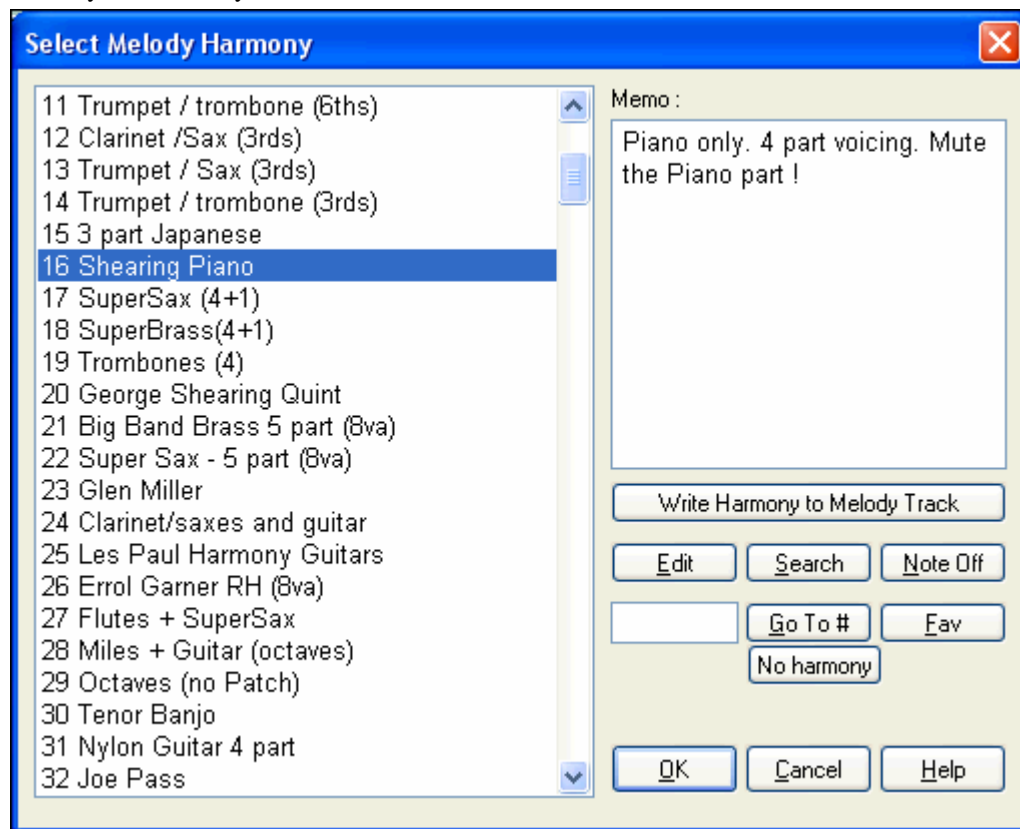 Select Melody Harmony
11 Trumpet / trombone (6ths)
12 Clarinet /Sax (3rds)
13 Trumpet / Sax (3rds)
14 Trumpet / trombone (3rds)
15 3 part Japanese
16 Shearing Piano
17 SuperSax (4+1)
18 SuperBrass(4+1)
19 Trombones (4)
20 George Shearing Quint
21 Big Band Brass 5 part (8va)
22 Super Sax - 5 part (8va)
23 Glen Miller
24 Clarinet/saxes and guitar
25 Les Paul Harmony Guitars
26 Errol Garner RH (8va)
27 Flutes + SuperSax
28 Miles + Guitar (octaves)
29 Octaves (no Patch)
30 Tenor Banjo
31 Nylon Guitar 4 part
32 Joe Pass
Memo :
Piano only. 4 part voicing. Mute
the Piano part !
Write Harmony to Melody Track
Edit Search Note Off
Go To # Fav
No harmony
OK Cancel Help